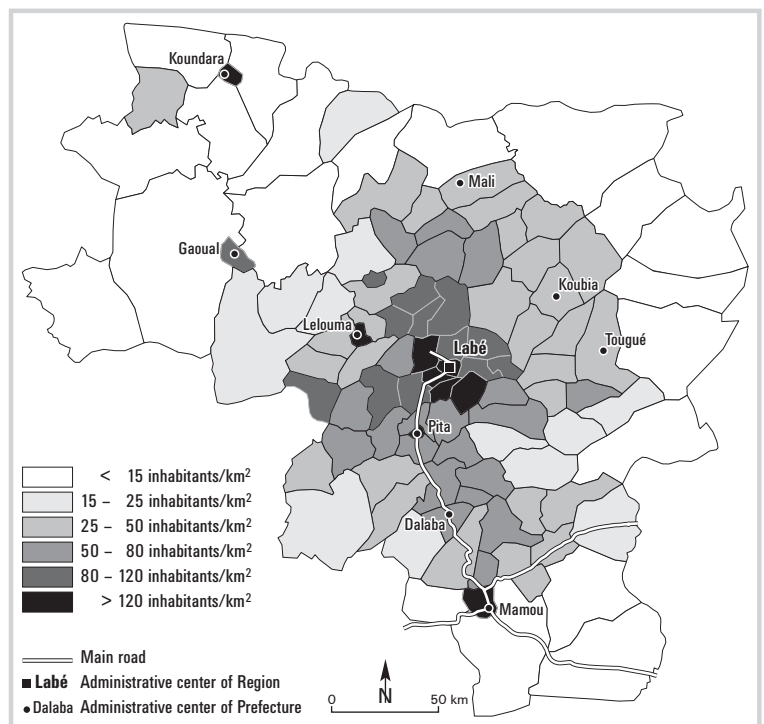 Koundara
Mali
Gaoual
Koubia
Lelouma
Labé
Tougué
Pita
Dalaba
Mamou
< 15 inhabitants/km²
15 – 25 inhabitants/km²
25 – 50 inhabitants/km²
50 – 80 inhabitants/km²
80 – 120 inhabitants/km²
> 120 inhabitants/km²
Main road
Labé Administrative center of Region
Dalaba Administrative center of Prefecture
N
0 50 km